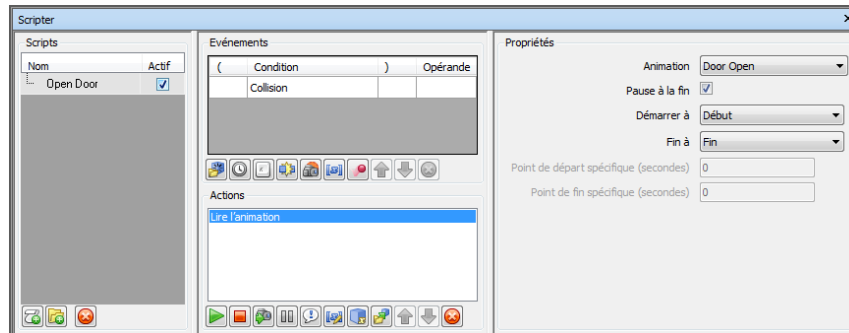 Scripter
Scripts
Nom Actif
Open Door
Evénements
( Condition ) Opérande
Collision
Actions
Lire l'animation
Propriétés
Animation Door Open
Pause à la fin
Démarrer à Début
Fin à Fin
Point de départ spécifique (secondes) 0
Point de fin spécifique (secondes) 0